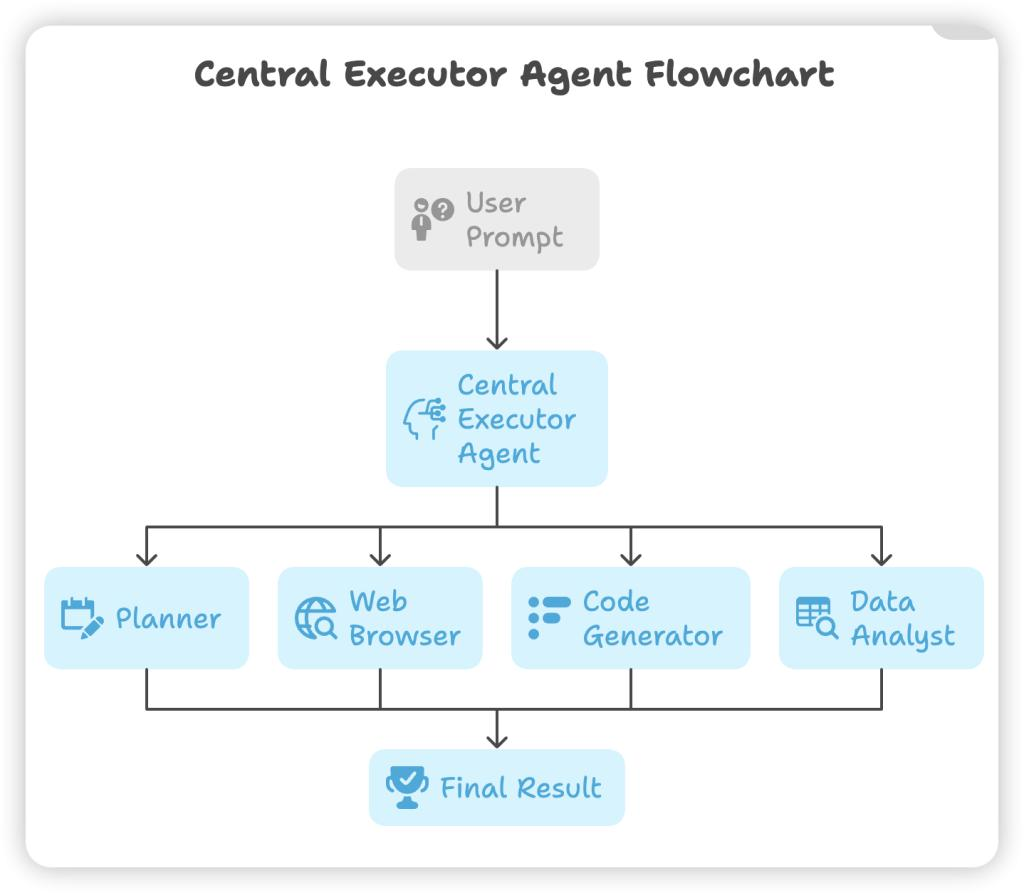 Central Executor Agent Flowchart
?
User
Prompt
Central
Executor
Agent
Planner
Web
Browser
Code
Generator
Data
Analyst
Final Result